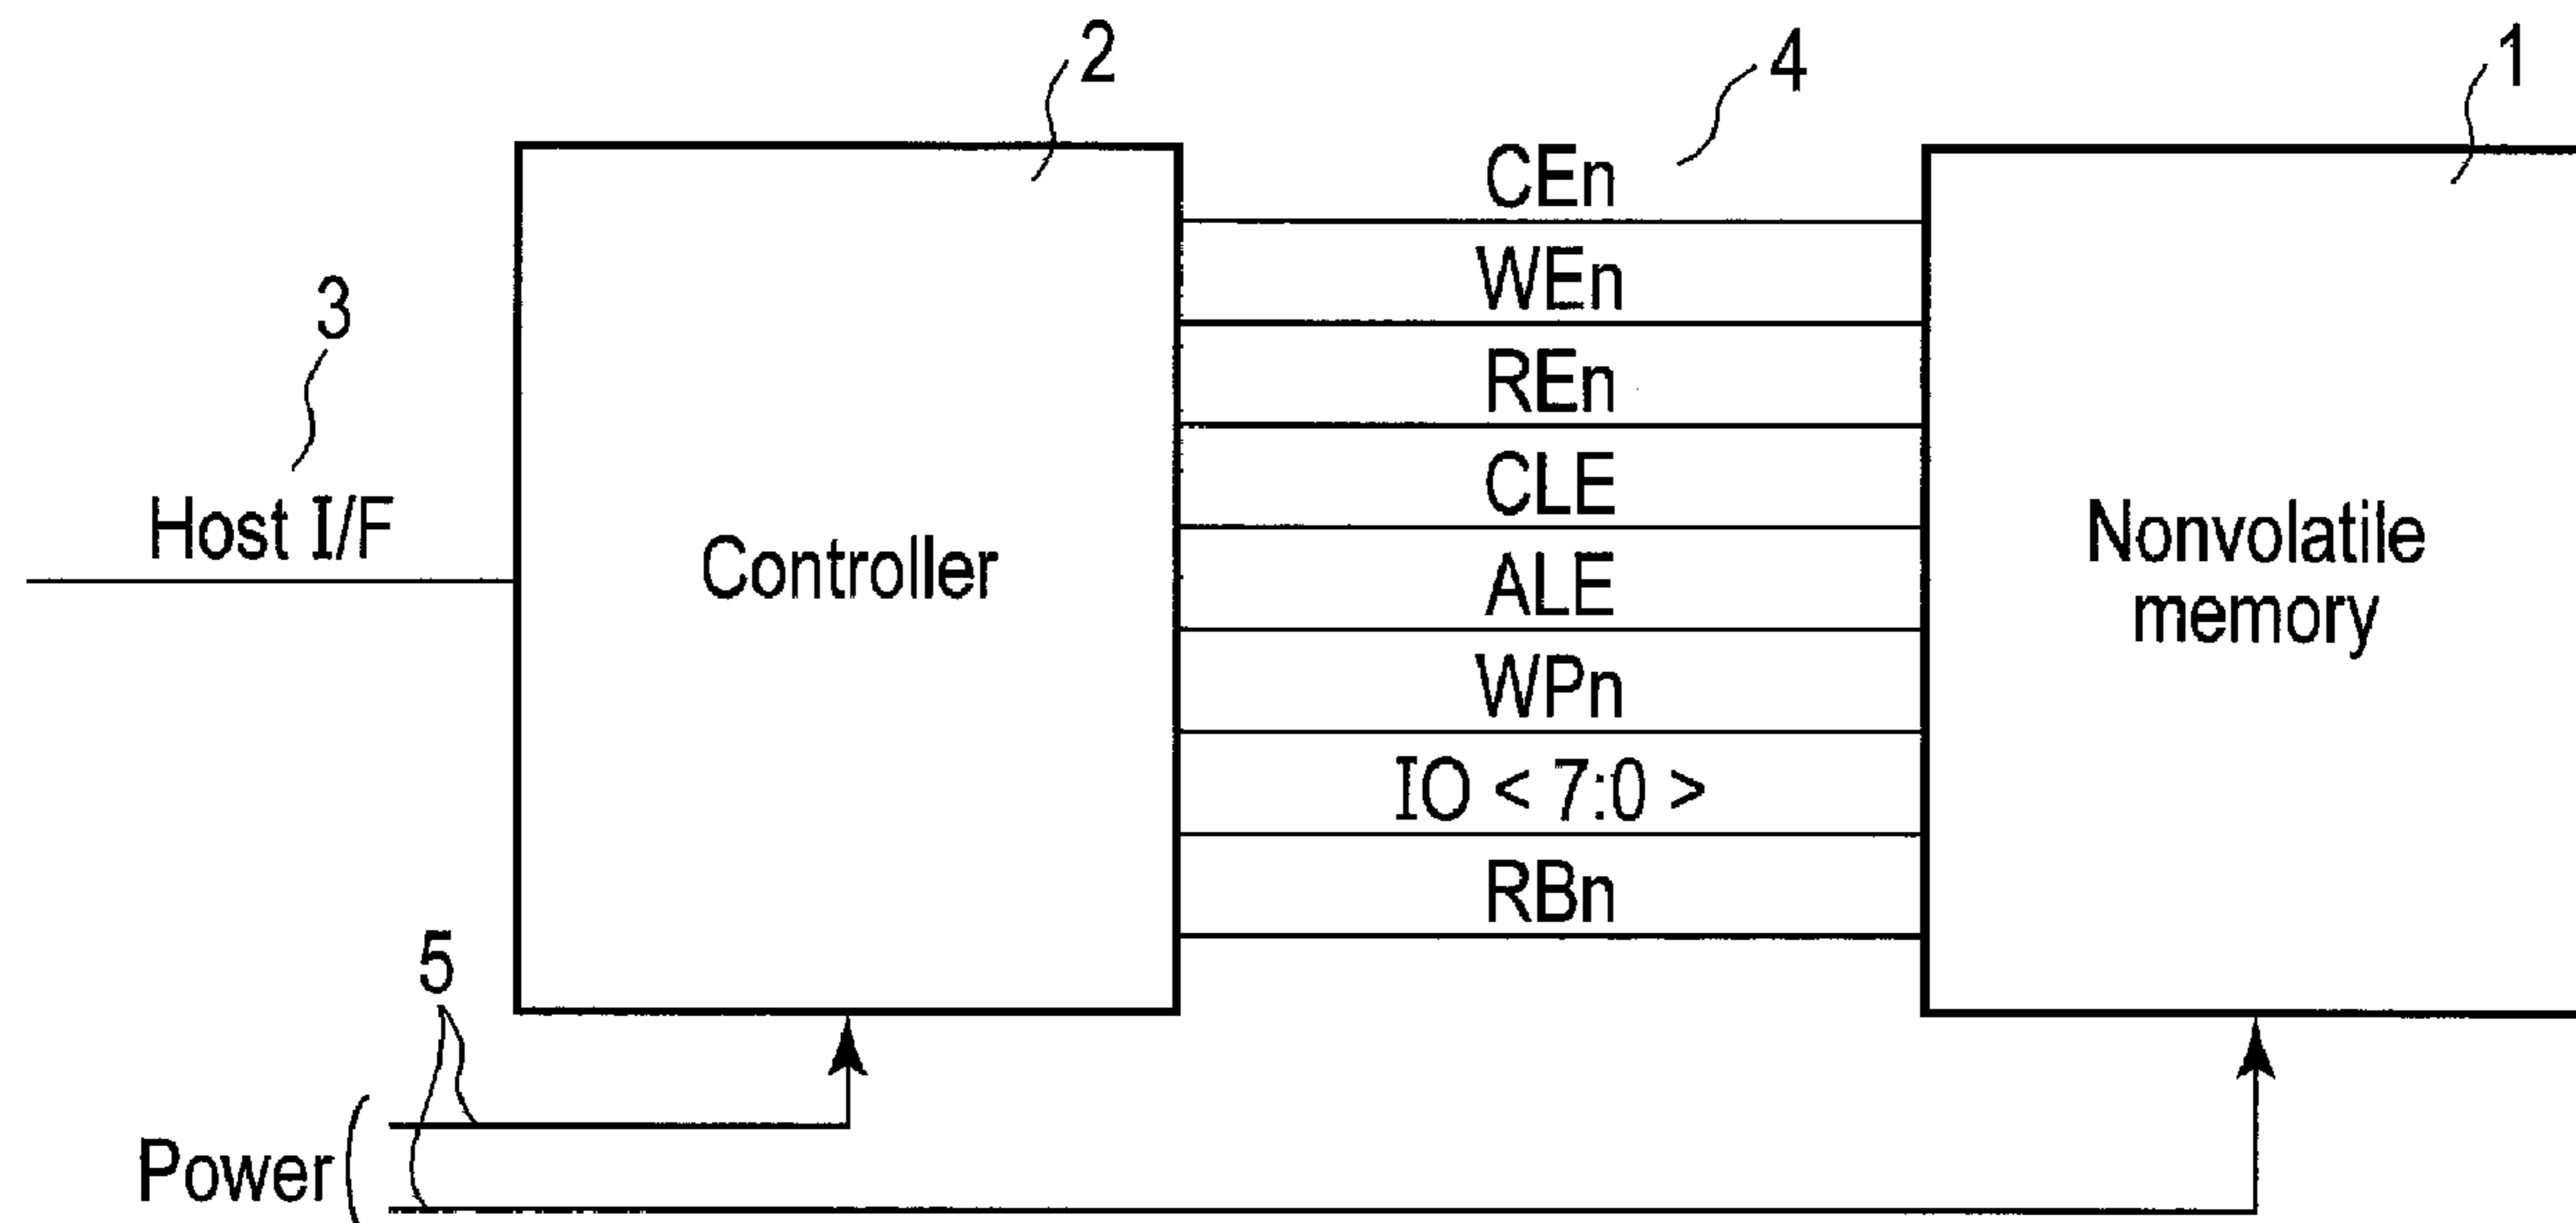 2
4
1
3
CEn
WEn
REn
CLE
ALE
WPn
IO < 7:0 >
RBn
Host I/F
Controller
Nonvolatile
memory
5
Power